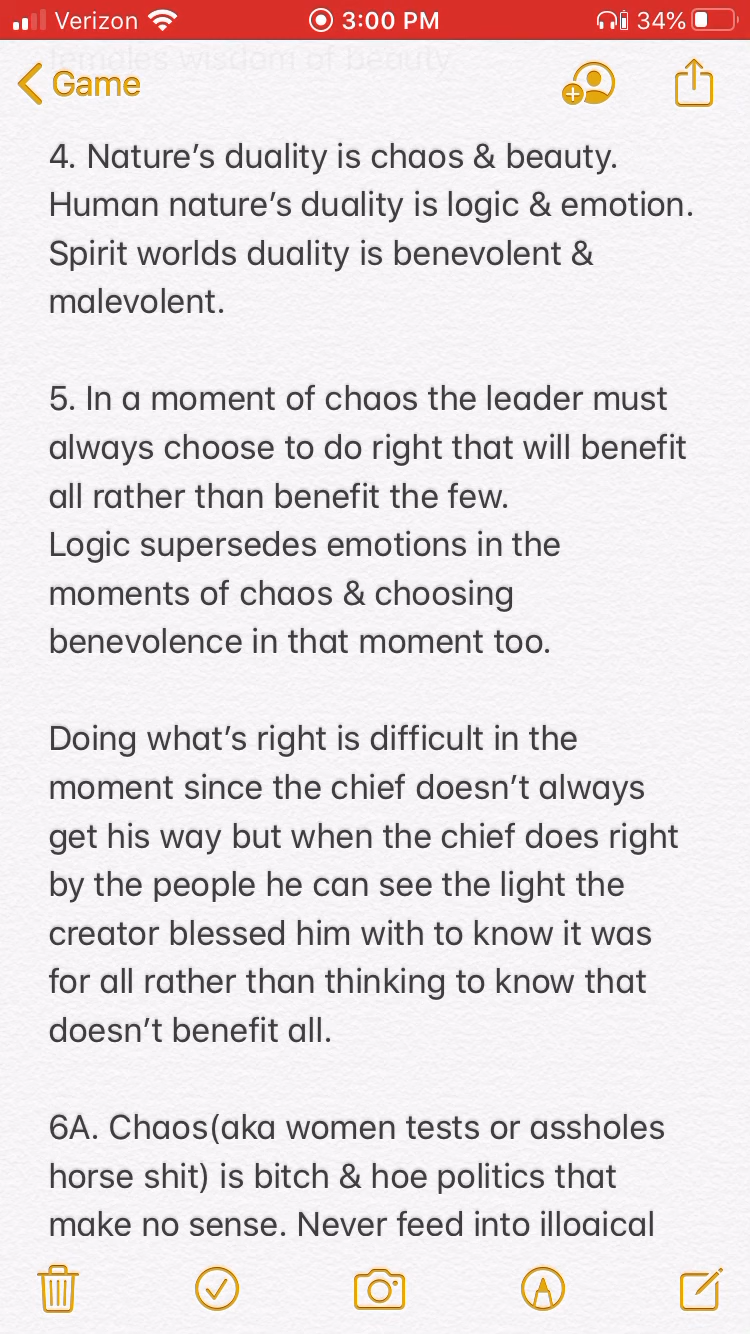 Verizon 3:00 PM 34%
females wisdom of beauty
Game
4. Nature's duality is chaos & beauty.
Human nature's duality is logic & emotion.
Spirit worlds duality is benevolent &
malevolent.
5. In a moment of chaos the leader must
always choose to do right that will benefit
all rather than benefit the few.
Logic supersedes emotions in the
moments of chaos & choosing
benevolence in that moment too.
Doing what's right is difficult in the
moment since the chief doesn't always
get his way but when the chief does right
by the people he can see the light the
creator blessed him with to know it was
for all rather than thinking to know that
doesn't benefit all.
6A. Chaos(aka women tests or assholes
horse shit) is bitch & hoe politics that
make no sense. Never feed into illogical